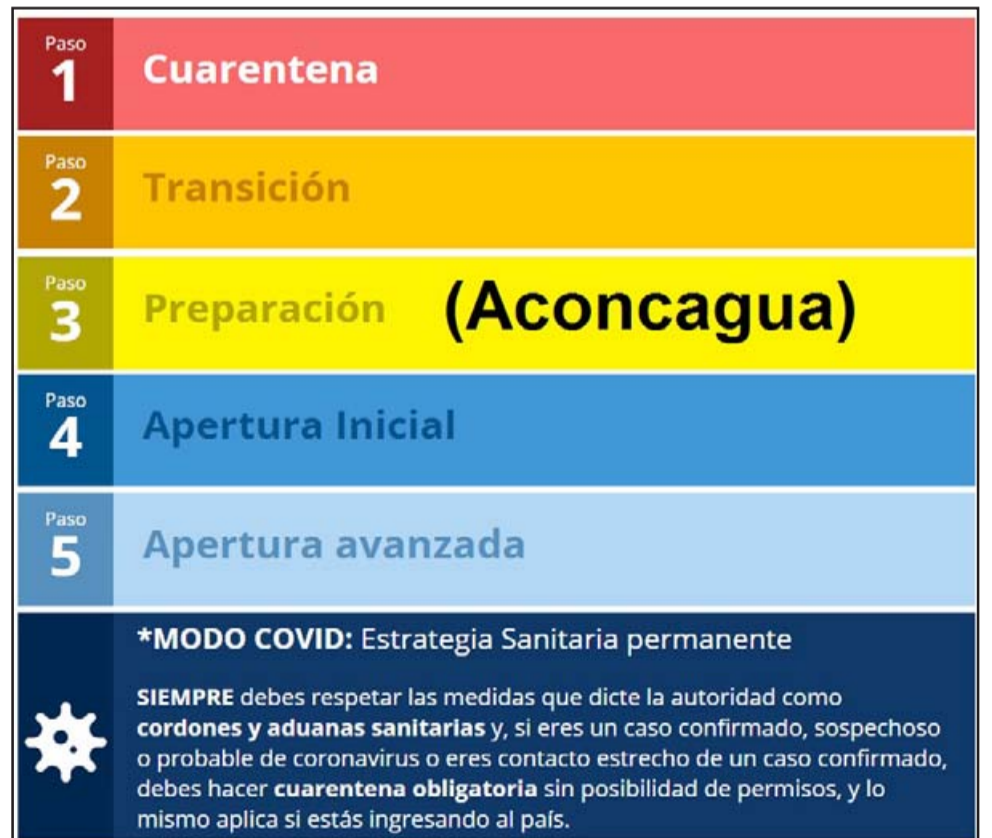 Paso
1
Cuarentena
Paso
2
Transición
Paso
3
Preparación (Aconcagua)
Paso
4
Apertura Inicial
Paso
5
Apertura avanzada
*MODO COVID: Estrategia Sanitaria permanente
SIEMPRE debes respetar las medidas que dicte la autoridad como
cordones y aduanas sanitarias y, si eres un caso confirmado, sospechoso
o probable de coronavirus o eres contacto estrecho de un caso confirmado,
debes hacer cuarentena obligatoria sin posibilidad de permisos, y lo
mismo aplica si estás ingresando al país.